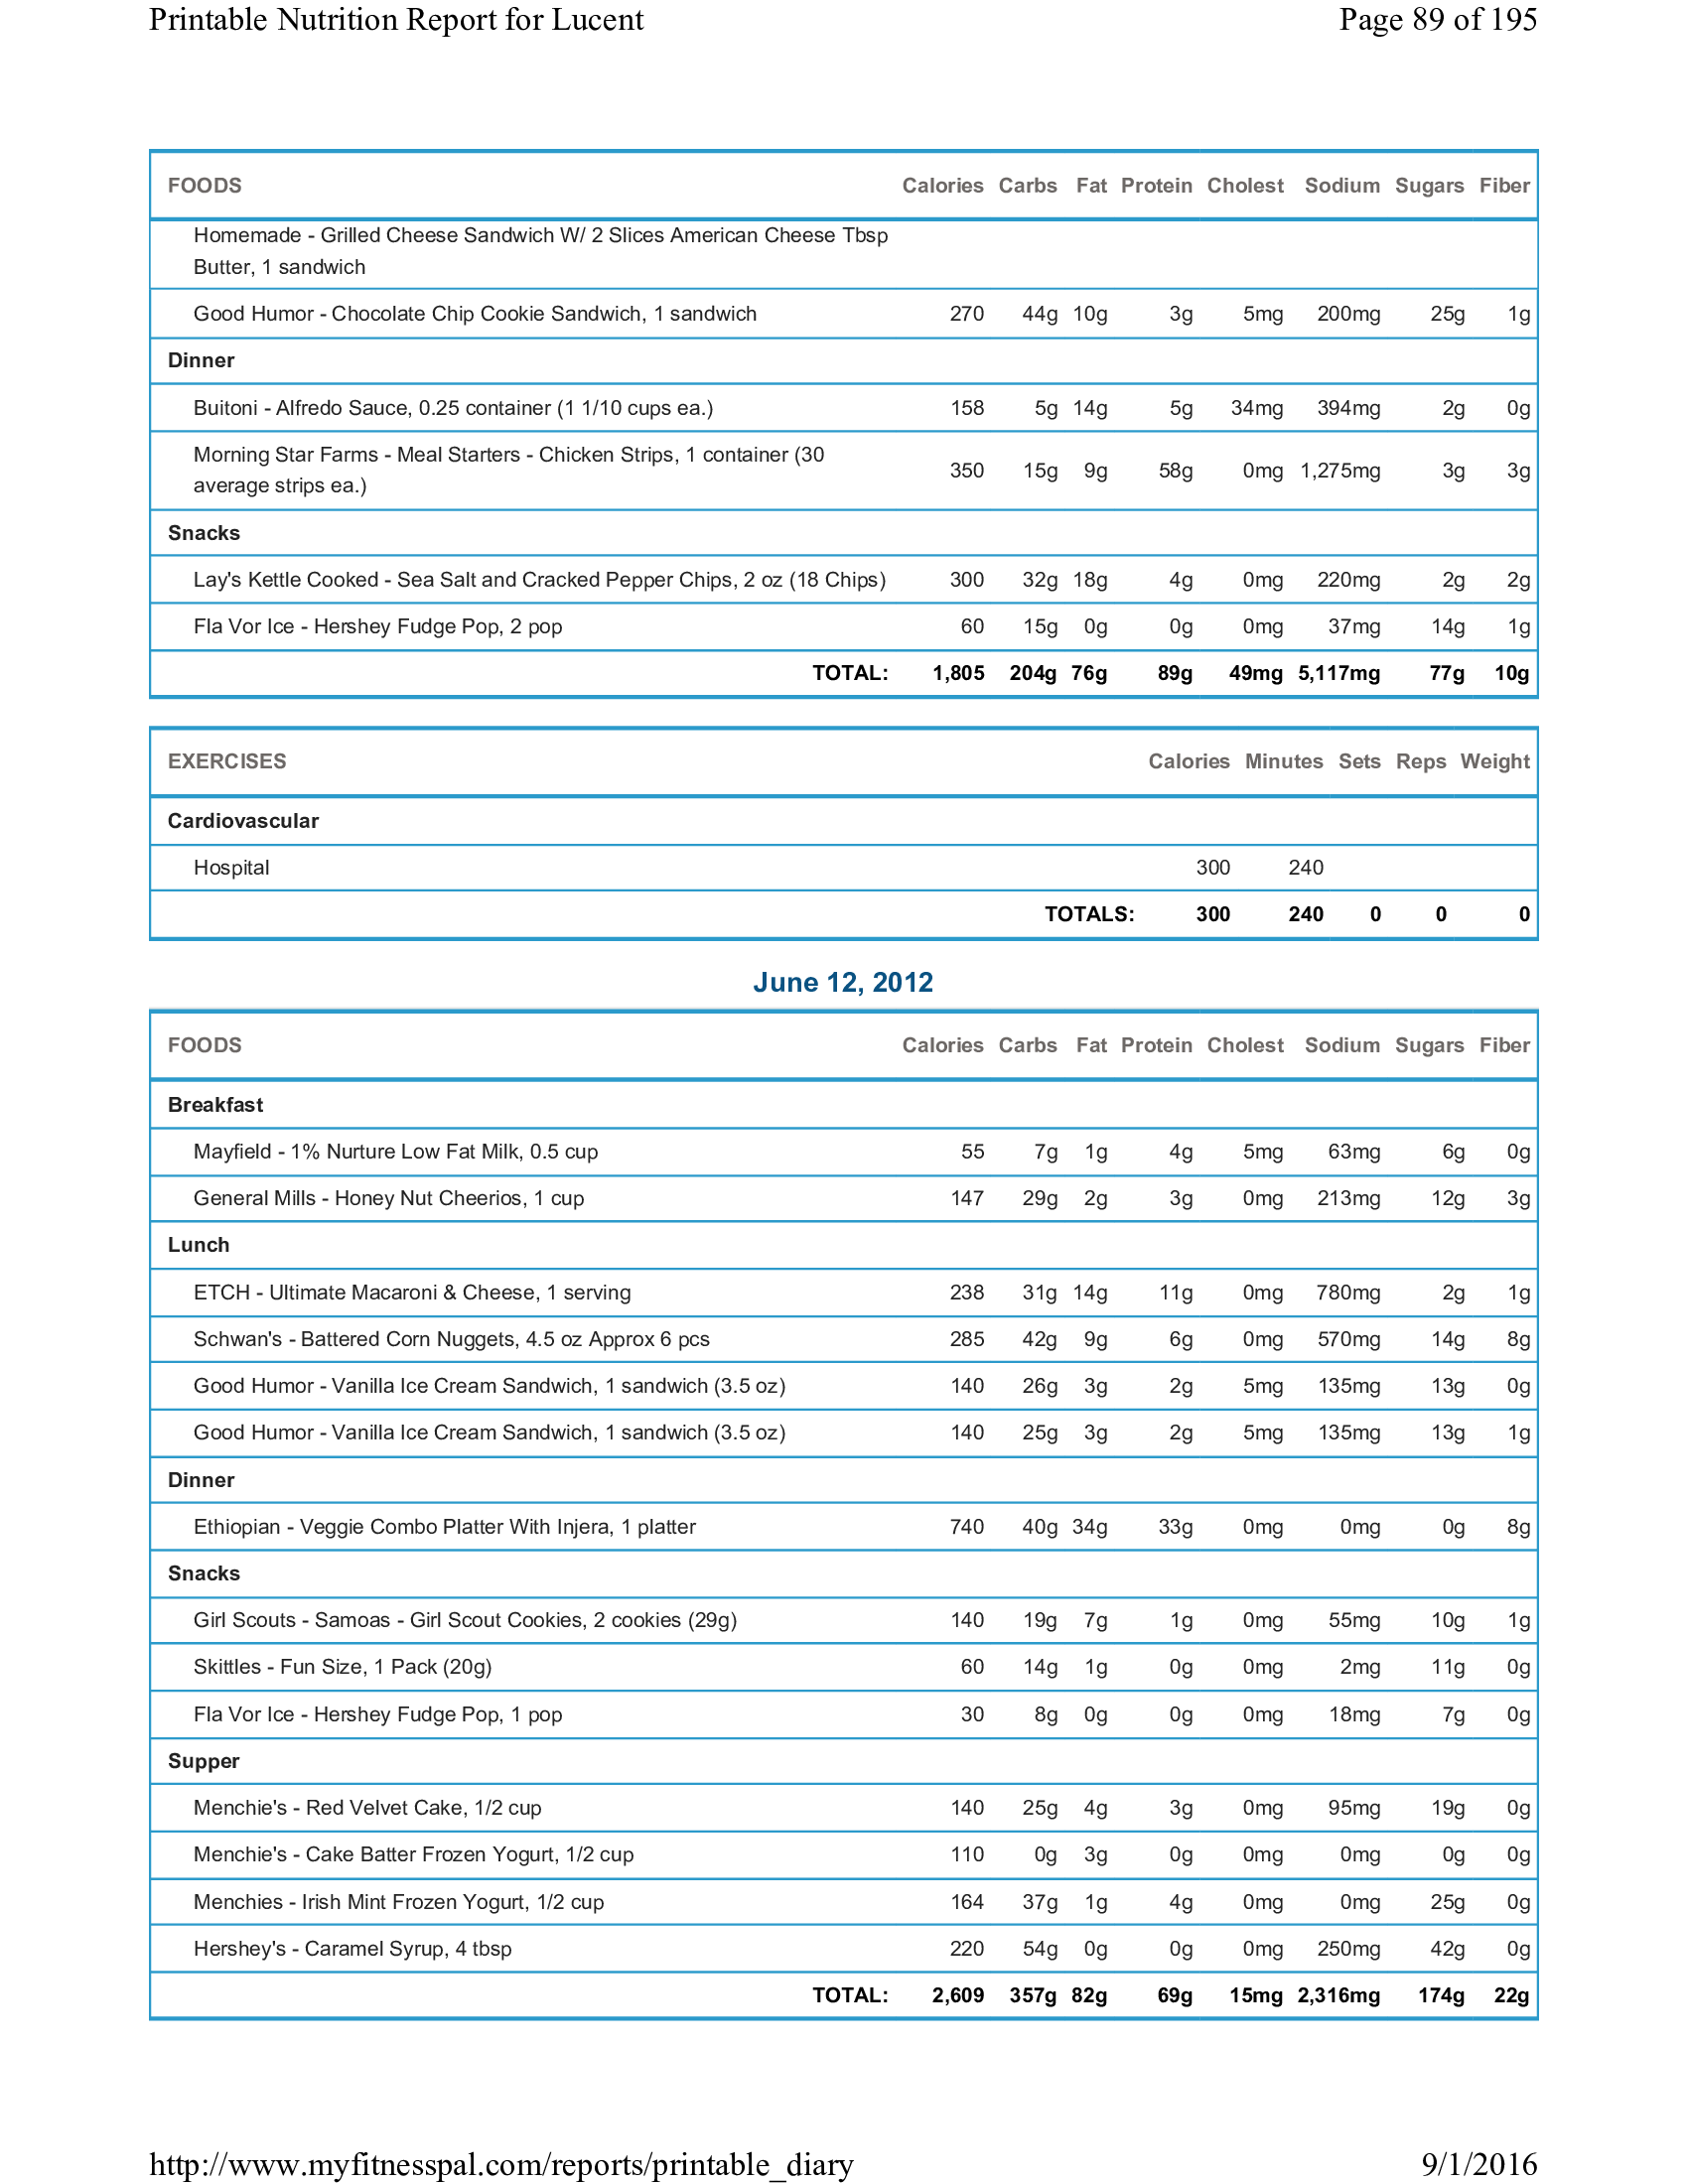 Printable Nutrition Report for Lucent Page 89 of 195
FOODS Calories Carbs Fat Protein Cholest Sodium Sugars Fiber
Homemade - Grilled Cheese Sandwich W/ 2 Slices American Cheese Tbsp
Butter, 1 sandwich
Good Humor - Chocolate Chip Cookie Sandwich, 1 sandwich 270 44g 10g 3g 5mg 200mg 25g 1g
Dinner
Buitoni - Alfredo Sauce, 0.25 container (1 1/10 cups ea.) 158 5g 14g 5g 34mg 394mg 2g 0g
Morning Star Farms - Meal Starters - Chicken Strips, 1 container (30
average strips ea.) 350 15g 9g 58g 0mg 1,275mg 3g 3g
Snacks
Lay's Kettle Cooked - Sea Salt and Cracked Pepper Chips, 2 oz (18 Chips) 300 32g 18g 4g 0mg 220mg 2g 2g
Fla Vor Ice - Hershey Fudge Pop, 2 pop 60 15g 0g 0g 0mg 37mg 14g 1g
TOTAL: 1,805 204g 76g 89g 49mg 5,117mg 77g 10g
EXERCISES Calories Minutes Sets Reps Weight
Cardiovascular
Hospital 300 240
TOTALS: 300 240 0 0 0
June 12, 2012
FOODS Calories Carbs Fat Protein Cholest Sodium Sugars Fiber
Breakfast
Mayfield - 1% Nurture Low Fat Milk, 0.5 cup 55 7g 1g 4g 5mg 63mg 6g 0g
General Mills - Honey Nut Cheerios, 1 cup 147 29g 2g 3g 0mg 213mg 12g 3g
Lunch
ETCH - Ultimate Macaroni & Cheese, 1 serving 238 31g 14g 11g 0mg 780mg 2g 1g
Schwan's - Battered Corn Nuggets, 4.5 oz Approx 6 pcs 285 42g 9g 6g 0mg 570mg 14g 8g
Good Humor - Vanilla Ice Cream Sandwich, 1 sandwich (3.5 oz) 140 26g 3g 2g 5mg 135mg 13g 0g
Good Humor - Vanilla Ice Cream Sandwich, 1 sandwich (3.5 oz) 140 25g 3g 2g 5mg 135mg 13g 1g
Dinner
Ethiopian - Veggie Combo Platter With Injera, 1 platter 740 40g 34g 33g 0mg 0mg 0g 8g
Snacks
Girl Scouts - Samoas - Girl Scout Cookies, 2 cookies (29g) 140 19g 7g 1g 0mg 55mg 10g 1g
Skittles - Fun Size, 1 Pack (20g) 60 14g 1g 0g 0mg 2mg 11g 0g
Fla Vor Ice - Hershey Fudge Pop, 1 pop 30 8g 0g 0g 0mg 18mg 7g 0g
Supper
Menchie's - Red Velvet Cake, 1/2 cup 140 25g 4g 3g 0mg 95mg 19g 0g
Menchie's - Cake Batter Frozen Yogurt, 1/2 cup 110 0g 3g 0g 0mg 0mg 0g 0g
Menchies - Irish Mint Frozen Yogurt, 1/2 cup 164 37g 1g 4g 0mg 0mg 25g 0g
Hershey's - Caramel Syrup, 4 tbsp 220 54g 0g 0g 0mg 250mg 42g 0g
TOTAL: 2,609 357g 82g 69g 15mg 2,316mg 174g 22g
http://www.myfitnesspal.com/reports/printable_diary 9/1/2016